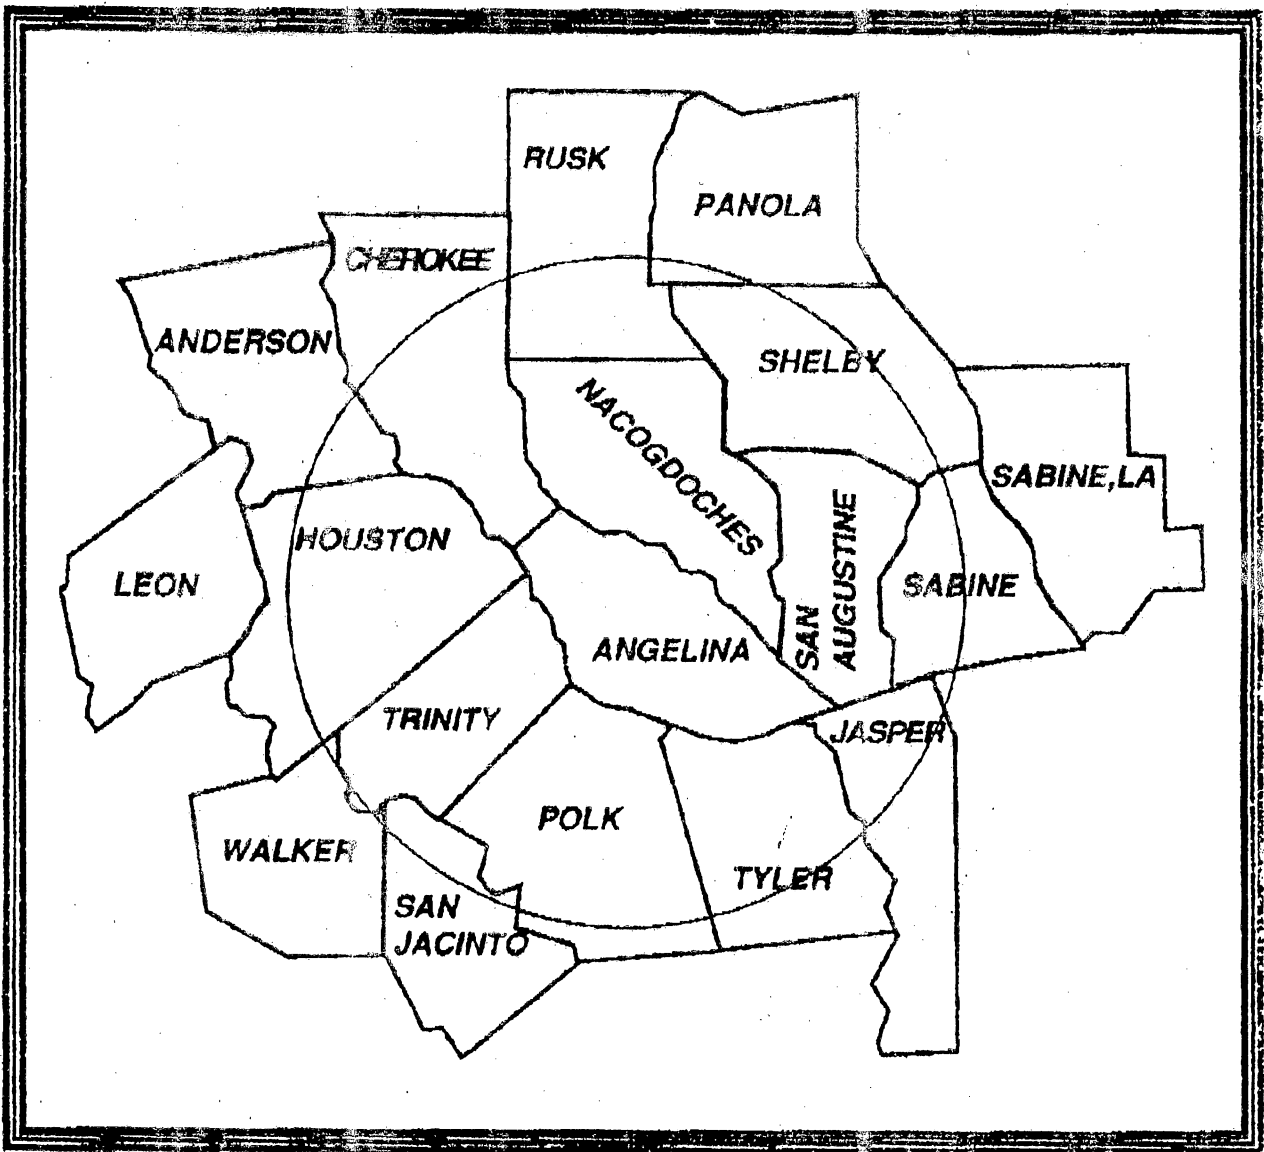 RUSK
PANOLA
CHEROKEE
ANDERSON
SHELBY
NACOGDOCHES
SABINE, LA
HOUSTON
LEON
SAN
AUGUSTINE
SABINE
ANGELINA
TRINITY
JASPER
POLK
WALKER
TYLER
SAN
JACINTO